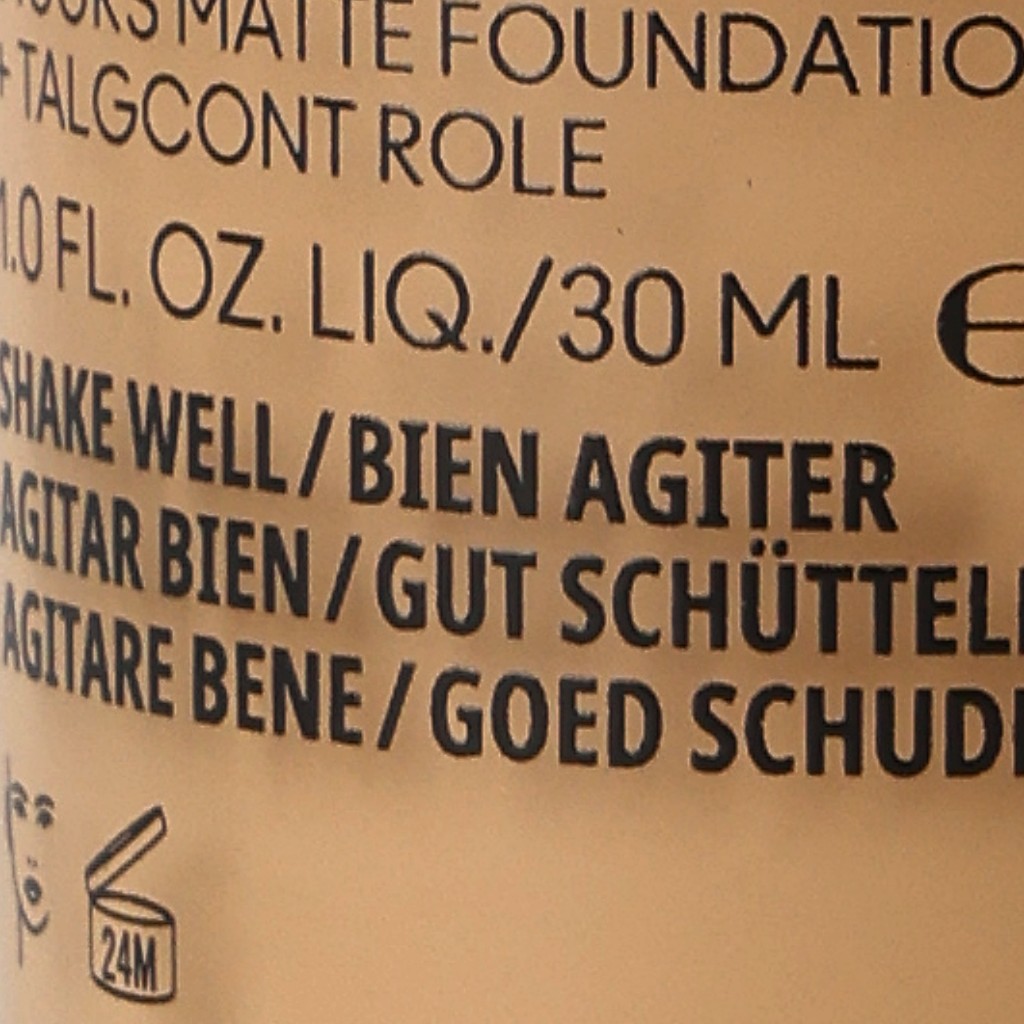 HOURS MATTE FOUNDATIO
+ TALGCONT ROLE
1.0 FL. OZ. LIQ./30 ML ℮
SHAKE WELL / BIEN AGITER
AGITAR BIEN / GUT SCHÜTTEL
AGITARE BENE / GOED SCHUD
24M